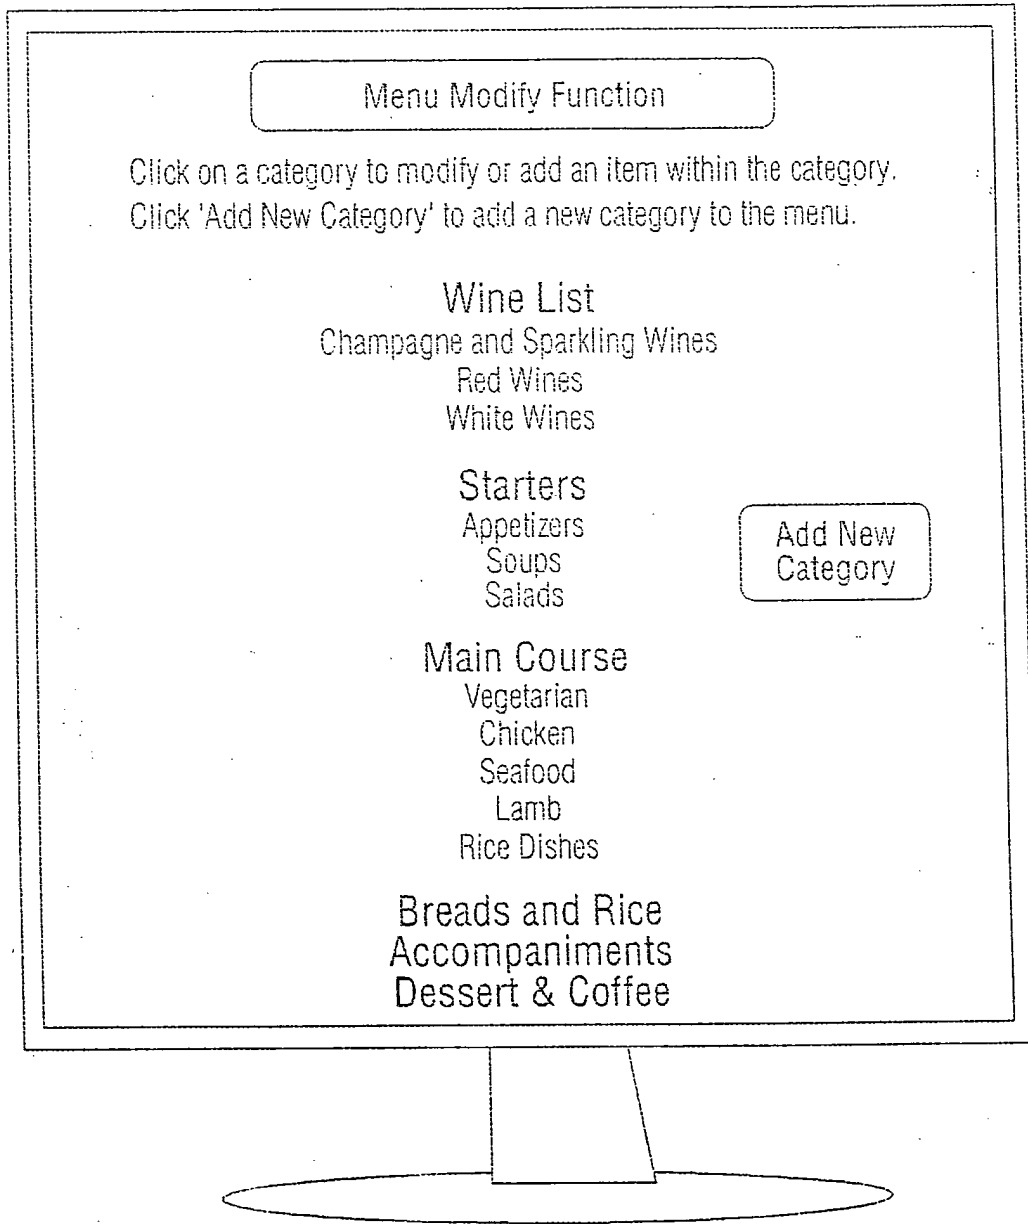 Menu Modify Function
Click on a category to modify or add an item within the category.
Click 'Add New Category' to add a new category to the menu.
Wine List
Champagne and Sparkling Wines
Red Wines
White Wines
Starters
Appetizers
Soups
Salads
Add New
Category
Main Course
Vegetarian
Chicken
Seafood
Lamb
Rice Dishes
Breads and Rice
Accompaniments
Dessert & Coffee